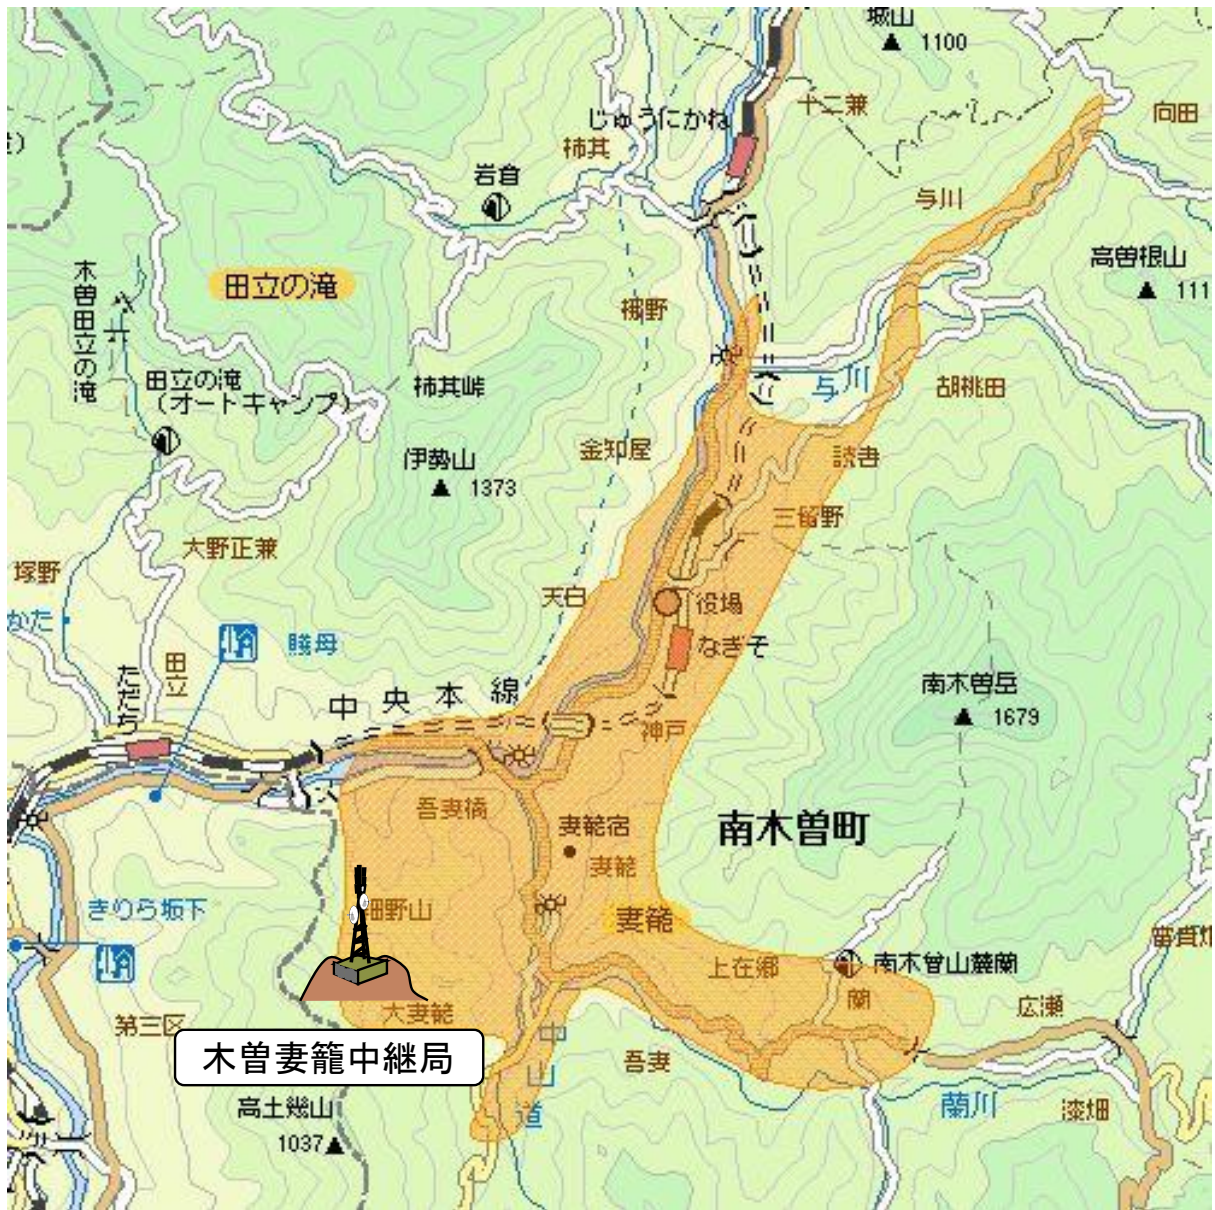 城山
1100
十二兼
向田
じゅうにかね
柿其
岩倉
与川
高曽根山
111
木曽田立の滝
田立の滝
田立の滝
(オートキャンプ)
柿其峠
与川
胡桃田
金知屋
読書
伊勢山
1373
三留野
大野正兼
塚野
天白
役場
かた
賤母
なぎそ
田立
ただち
南木曽岳
1679
中央本線
神戸
吾妻橋
妻籠宿
妻籠
南木曽町
きりら坂下
細野山
妻籠
上在郷
南木曽山麓蘭
蘭
広瀬
第三区
大妻籠
中山道
吾妻
木曽妻籠中継局
高土幾山
1037
蘭川
漆畑